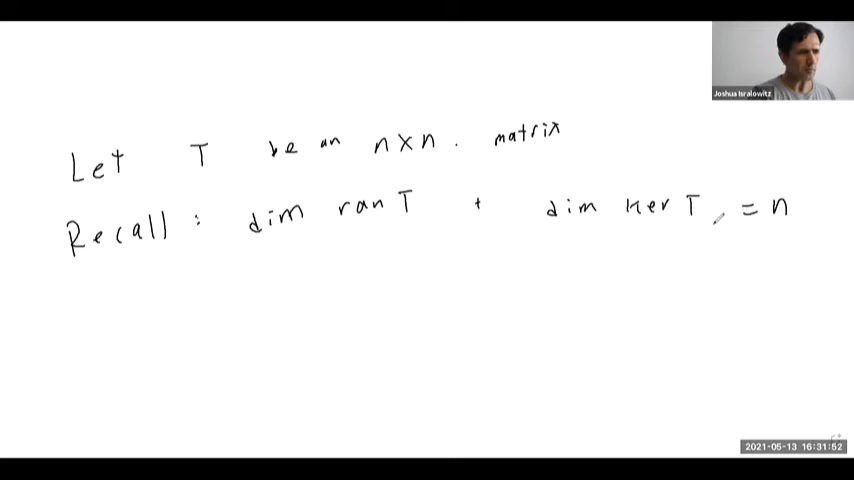 Joshua Isralowitz
Let T be an n×n. matrix
Recall: dim ran T + dim ker T = n
2021-05-13 16:31:52